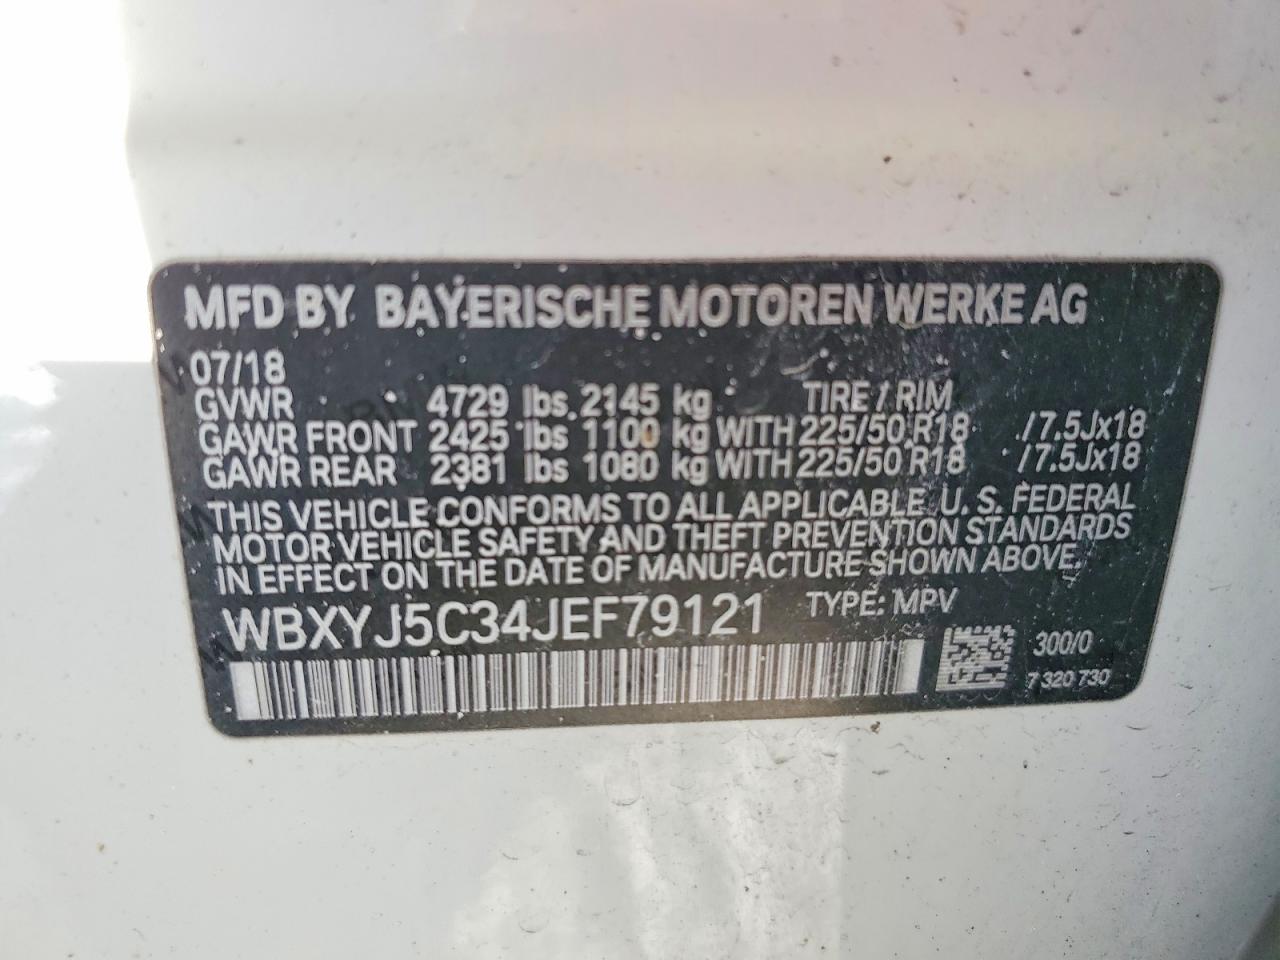 MFD BY BAYERISCHE MOTOREN WERKE AG
07/18
GVWR 4729 lbs 2145 kg TIRE / RIM
GAWR FRONT 2425 lbs 1100 kg WITH 225/50 R18 /7.5Jx18
GAWR REAR 2381 lbs 1080 kg WITH 225/50 R18 /7.5Jx18
THIS VEHICLE CONFORMS TO ALL APPLICABLE U. S. FEDERAL
MOTOR VEHICLE SAFETY AND THEFT PREVENTION STANDARDS
IN EFFECT ON THE DATE OF MANUFACTURE SHOWN ABOVE.
WBXYJ5C34JEF79121 TYPE: MPV
300/0
7 320 730